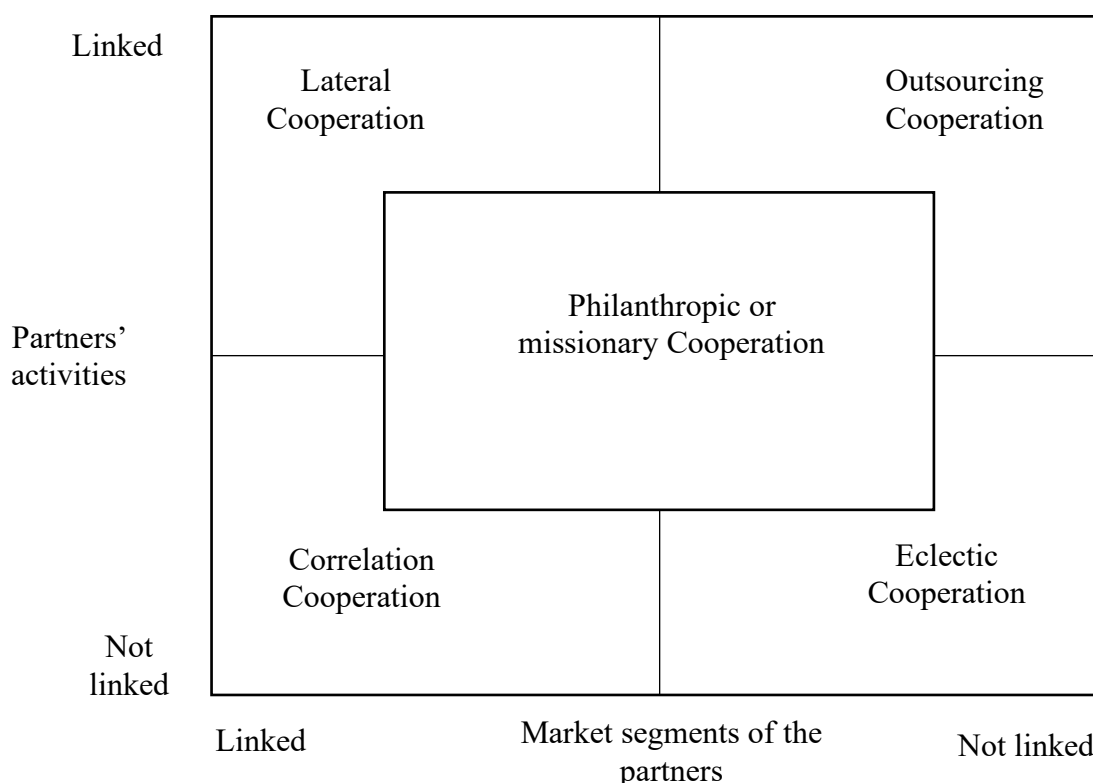 Linked
Lateral
Cooperation
Outsourcing
Cooperation
Philanthropic or
missionary Cooperation
Partners’
activities
Correlation
Cooperation
Eclectic
Cooperation
Not
linked
Linked
Market segments of the
partners
Not linked